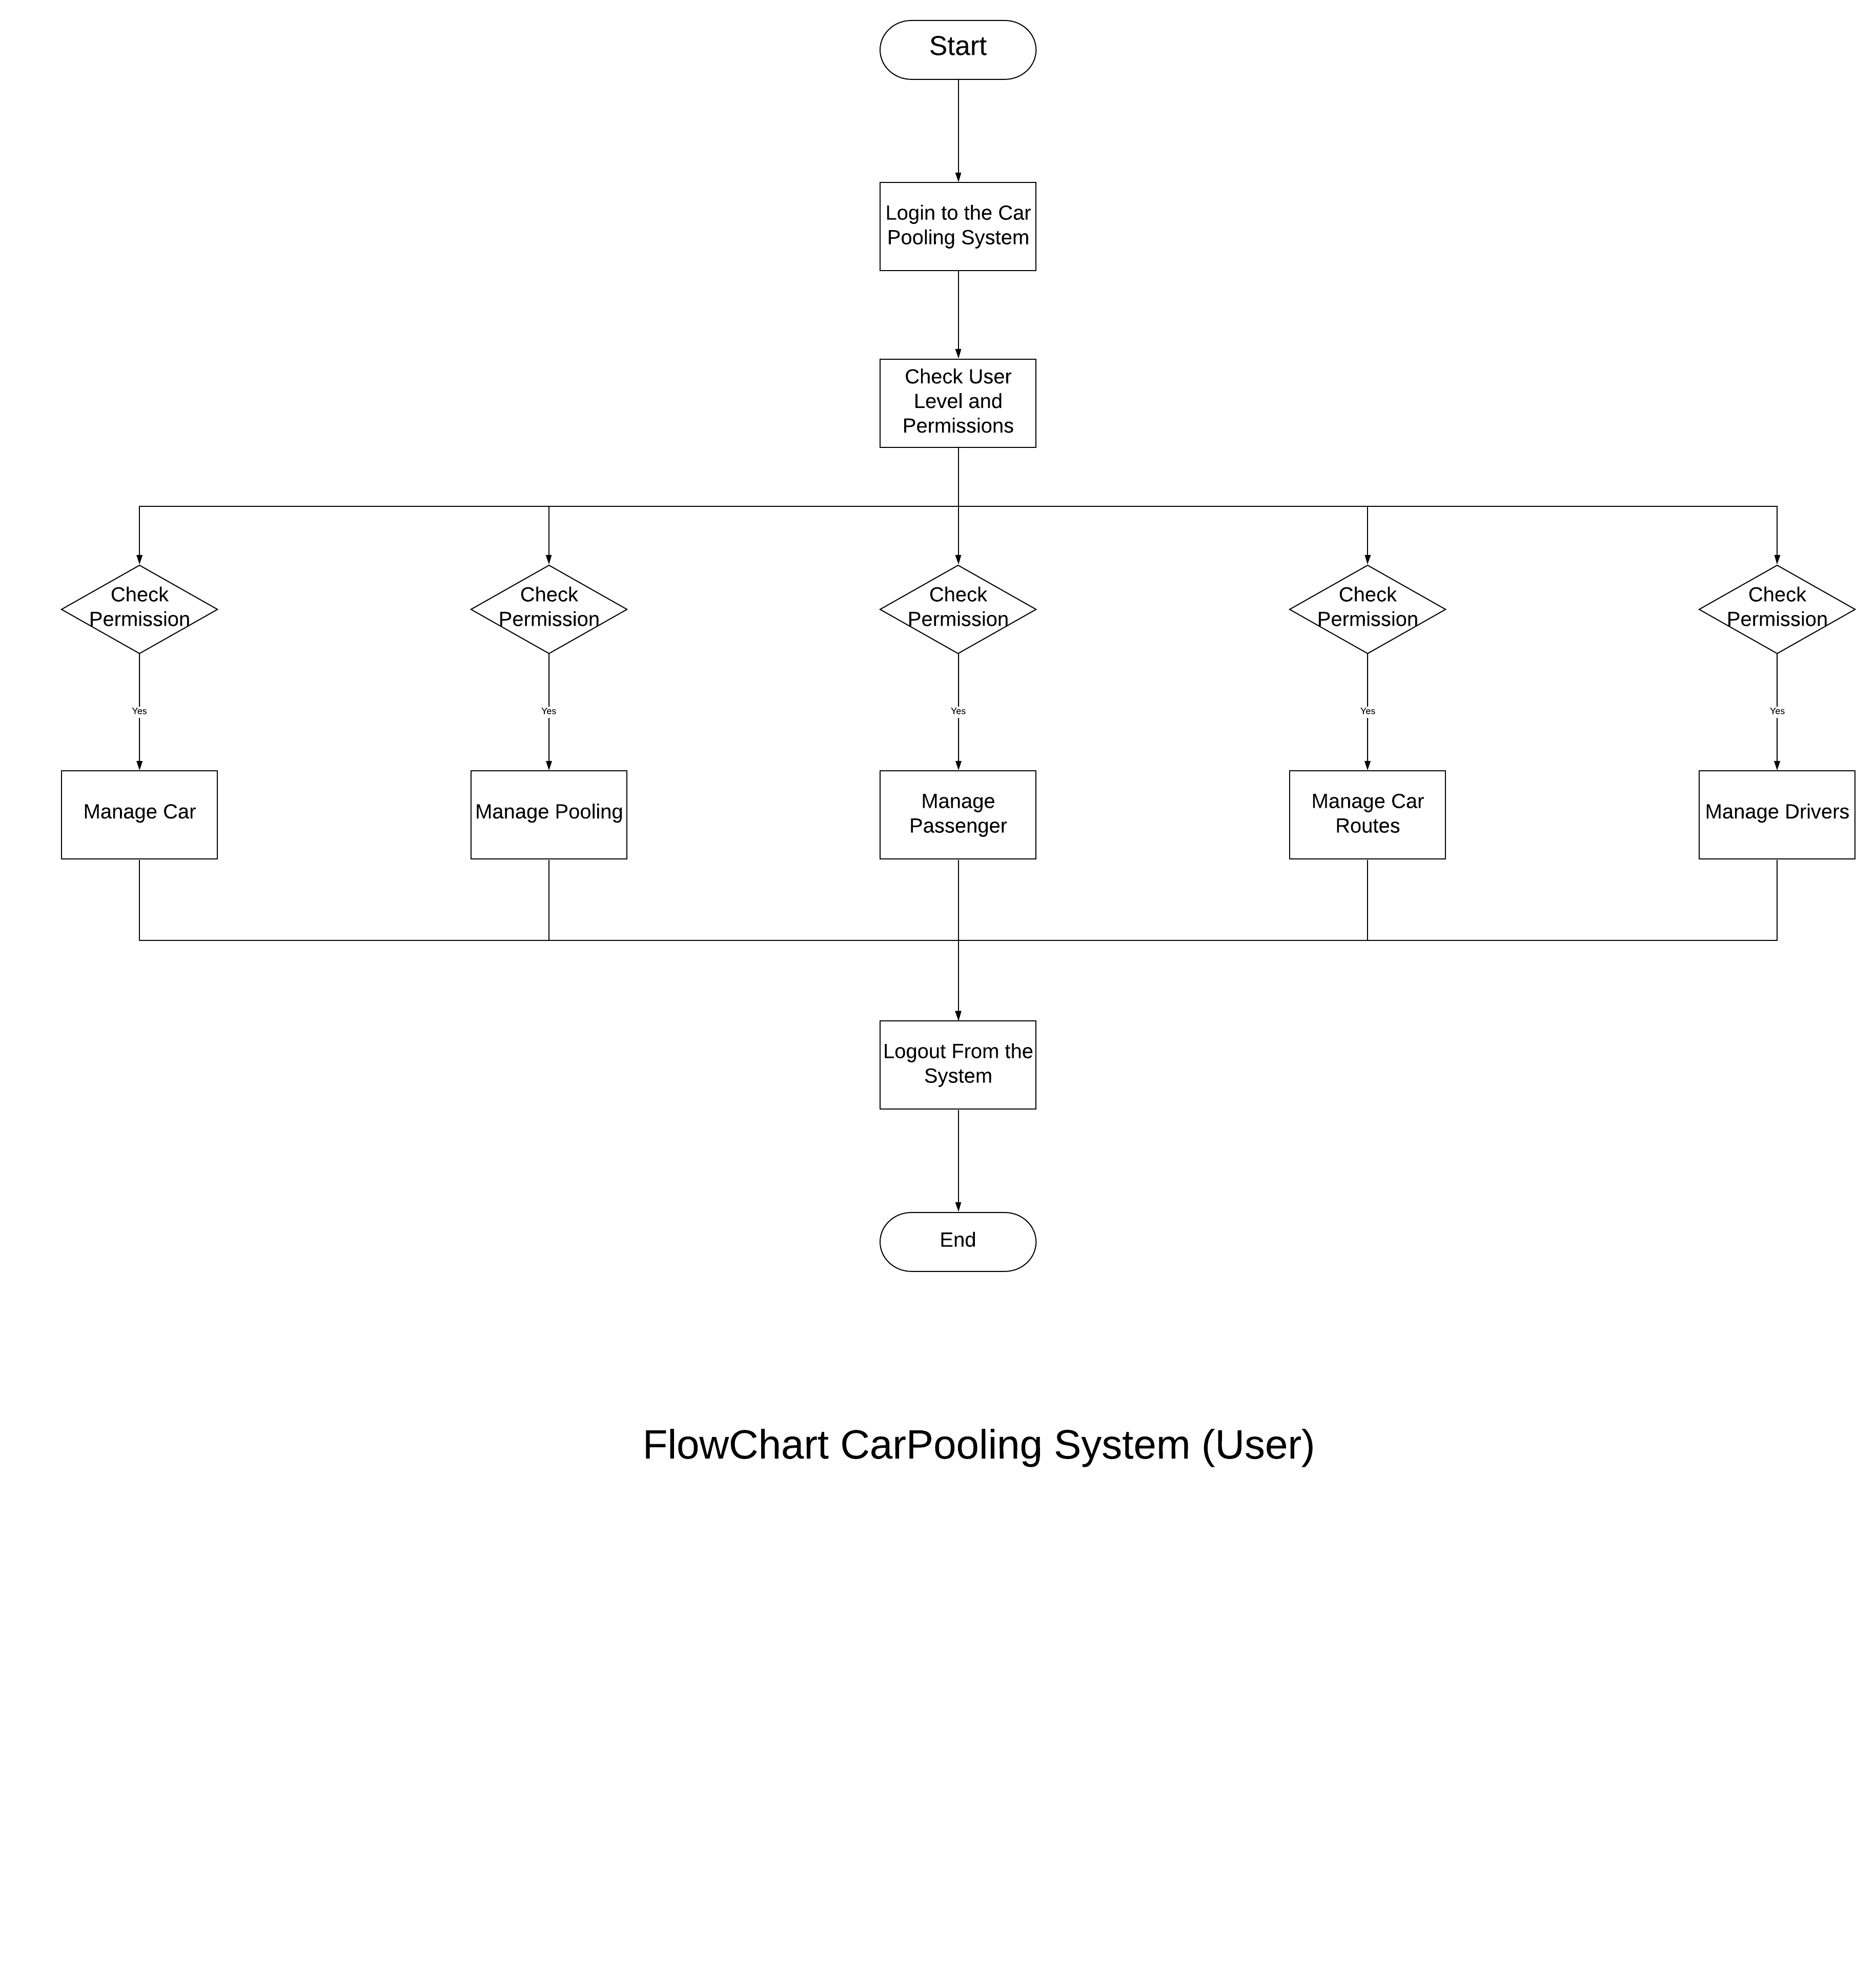 Start
Login to the Car
Pooling System
Check User
Level and
Permissions
Check
Permission
Check
Permission
Check
Permission
Check
Permission
Check
Permission
Yes
Yes
Yes
Yes
Yes
Manage Car
Manage Pooling
Manage
Passenger
Manage Car
Routes
Manage Drivers
Logout From the
System
End
FlowChart CarPooling System (User)